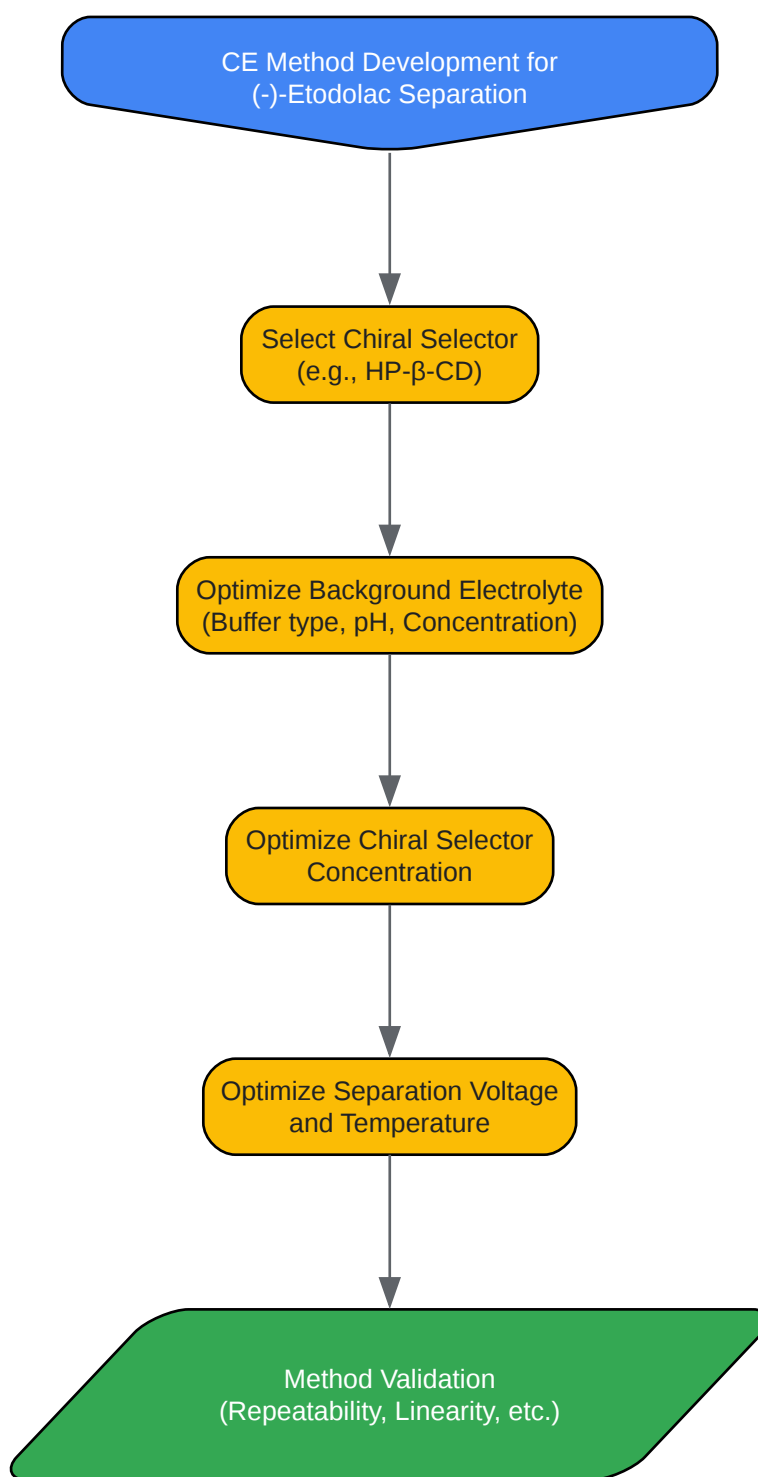 CE Method Development for
(-)-Etodolac Separation
Select Chiral Selector
(e.g., HP-β-CD)
Optimize Background Electrolyte
(Buffer type, pH, Concentration)
Optimize Chiral Selector
Concentration
Optimize Separation Voltage
and Temperature
Method Validation
(Repeatability, Linearity, etc.)